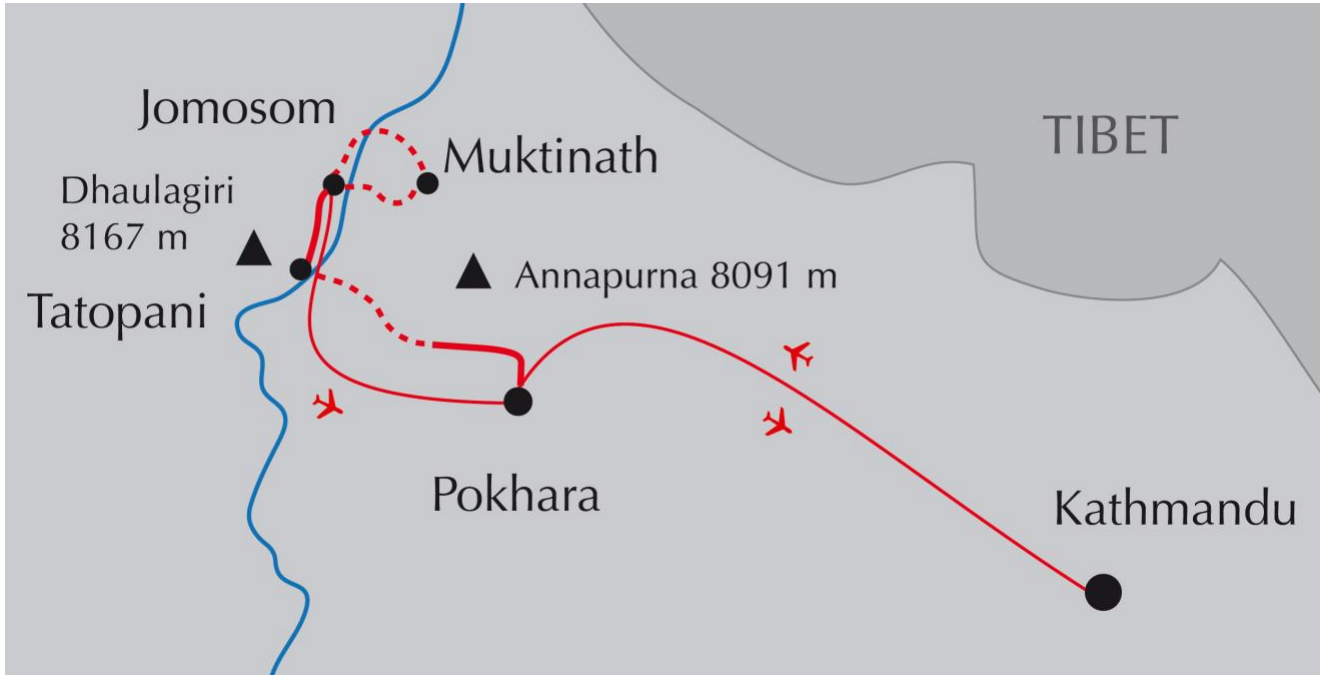 Jomosom
TIBET
Muktinath
Dhaulagiri
8167 m
Annapurna 8091 m
Tatopani
Pokhara
Kathmandu